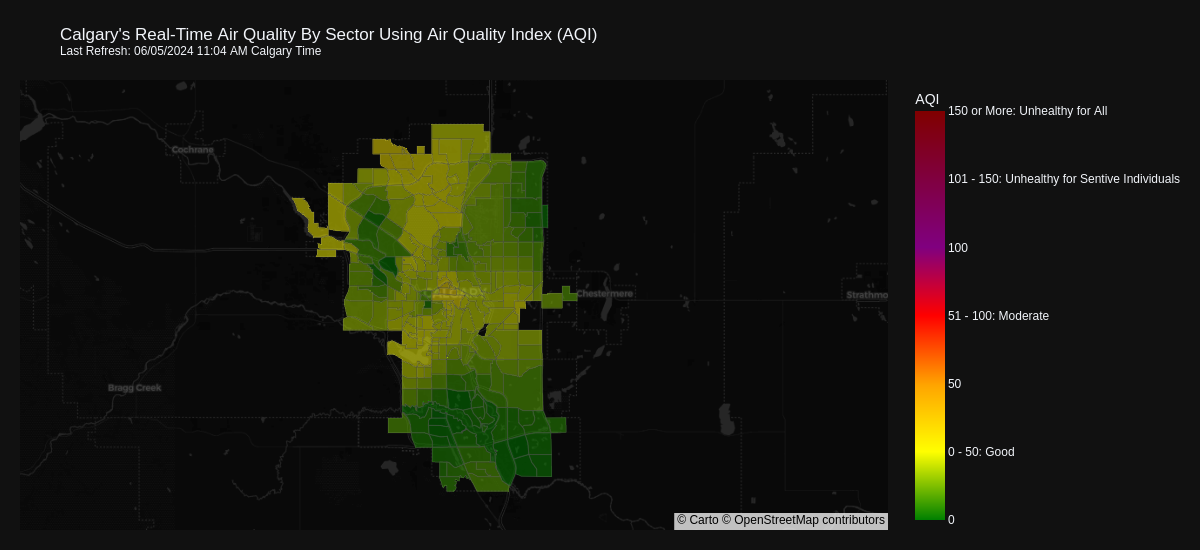 Calgary's Real-Time Air Quality By Sector Using Air Quality Index (AQI)
Last Refresh: 06/05/2024 11:04 AM Calgary Time
AQI
150 or More: Unhealthy for All
Cochrane
101 - 150: Unhealthy for Sentive Individuals
100
CALGARY
Chestermere
Strathmo
51 - 100: Moderate
50
Bragg Creek
0 - 50: Good
0
© Carto © OpenStreetMap contributors